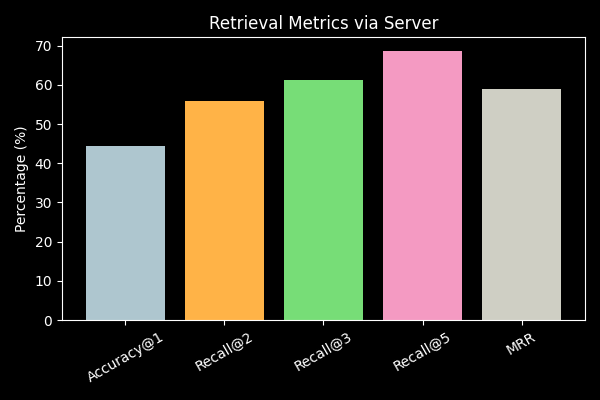 Retrieval Metrics via Server
Percentage (%)
70
60
50
40
30
20
10
0
Accuracy@1
Recall@2
Recall@3
Recall@5
MRR